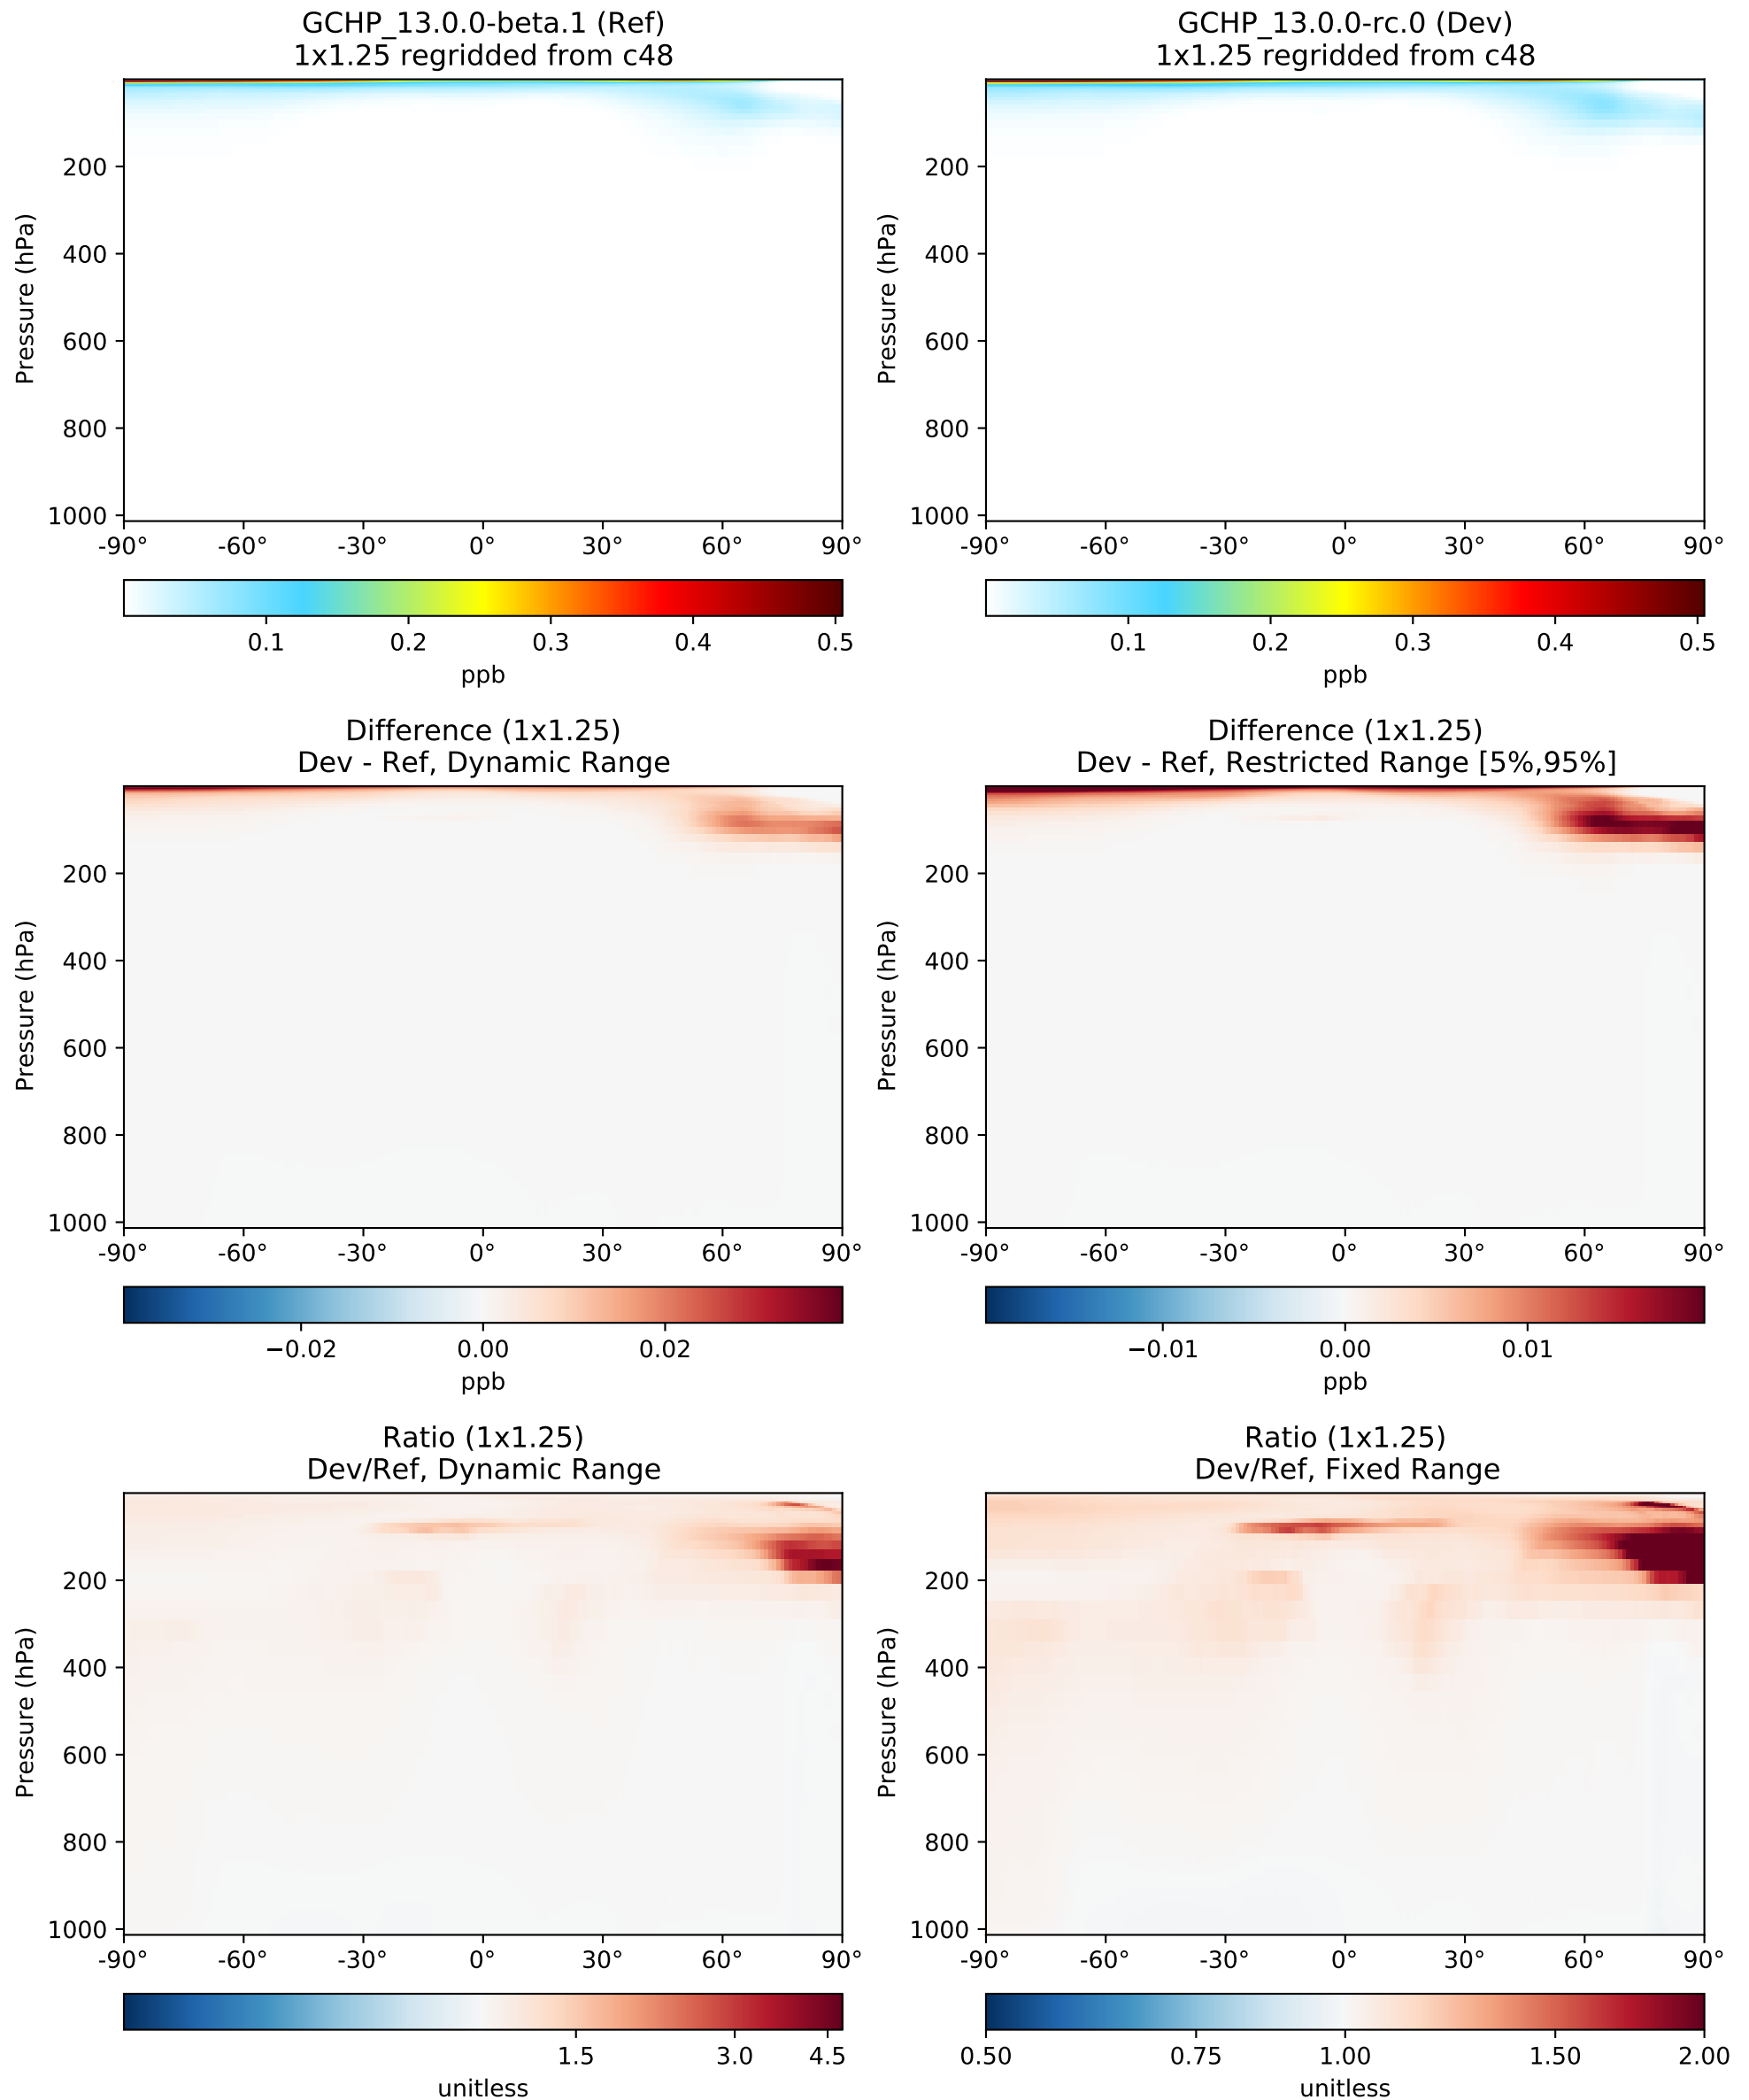 GCHP_13.0.0-beta.1 (Ref)
1x1.25 regridded from c48
Pressure (hPa)
200
400
600
800
1000
-90° -60° -30° 0° 30° 60° 90°
0.1 0.2 0.3 0.4 0.5
ppb
GCHP_13.0.0-rc.0 (Dev)
1x1.25 regridded from c48
Pressure (hPa)
200
400
600
800
1000
-90° -60° -30° 0° 30° 60° 90°
0.1 0.2 0.3 0.4 0.5
ppb
Difference (1x1.25)
Dev - Ref, Dynamic Range
Pressure (hPa)
200
400
600
800
1000
-90° -60° -30° 0° 30° 60° 90°
−0.02 0.00 0.02
ppb
Difference (1x1.25)
Dev - Ref, Restricted Range [5%,95%]
Pressure (hPa)
200
400
600
800
1000
-90° -60° -30° 0° 30° 60° 90°
−0.01 0.00 0.01
ppb
Ratio (1x1.25)
Dev/Ref, Dynamic Range
Pressure (hPa)
200
400
600
800
1000
-90° -60° -30° 0° 30° 60° 90°
1.5 3.0 4.5
unitless
Ratio (1x1.25)
Dev/Ref, Fixed Range
Pressure (hPa)
200
400
600
800
1000
-90° -60° -30° 0° 30° 60° 90°
0.50 0.75 1.00 1.50 2.00
unitless